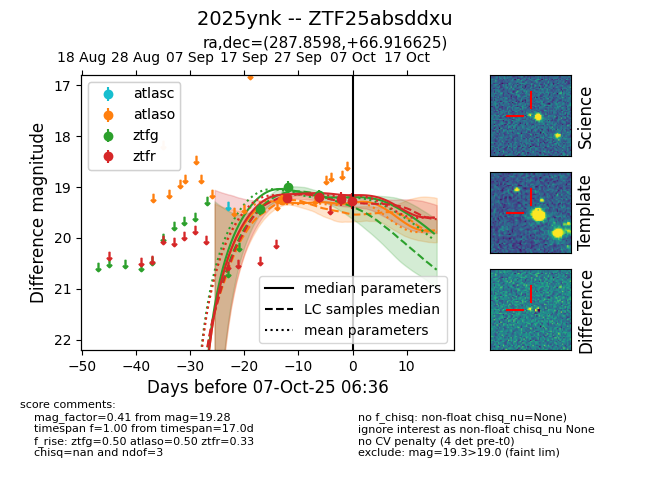 2025ynk -- ZTF25absddxu
ra,dec=(287.8598,+66.916625)
18 Aug 28 Aug 07 Sep 17 Sep 27 Sep 07 Oct 17 Oct
17
18
19
20
21
22
Difference magnitude
atlasc
atlaso
ztfg
ztfr
median parameters
LC samples median
mean parameters
−50 −40 −30 −20 −10 0 10
Days before 07-Oct-25 06:36
Science
Template
Difference
score comments:
mag_factor=0.41 from mag=19.28
timespan f=1.00 from timespan=17.0d
f_rise: ztfg=0.50 atlaso=0.50 ztfr=0.33
chisq=nan and ndof=3
no f_chisq: non-float chisq_nu=None)
ignore interest as non-float chisq_nu None
no CV penalty (4 det pre-t0)
exclude: mag=19.3>19.0 (faint lim)